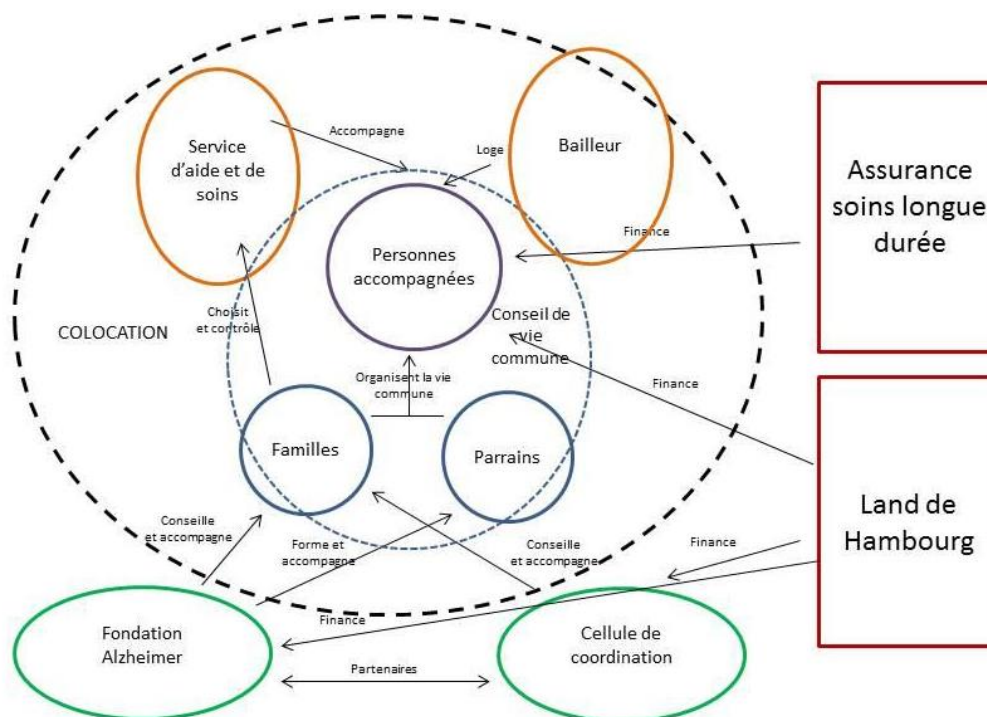 Service
d'aide et de
soins
Accompagne
Loge
Bailleur
Assurance
soins longue
durée
Personnes
accompagnées
Finance
COLOCATION
Choisit
et contrôle
Conseil de
vie
commune
Organisent la vie
commune
Finance
Familles
Parrains
Land de
Hambourg
Conseille
et accompagne
Forme et
accompagne
Conseille
et accompagne
Finance
Finance
Fondation
Alzheimer
Cellule de
coordination
Partenaires